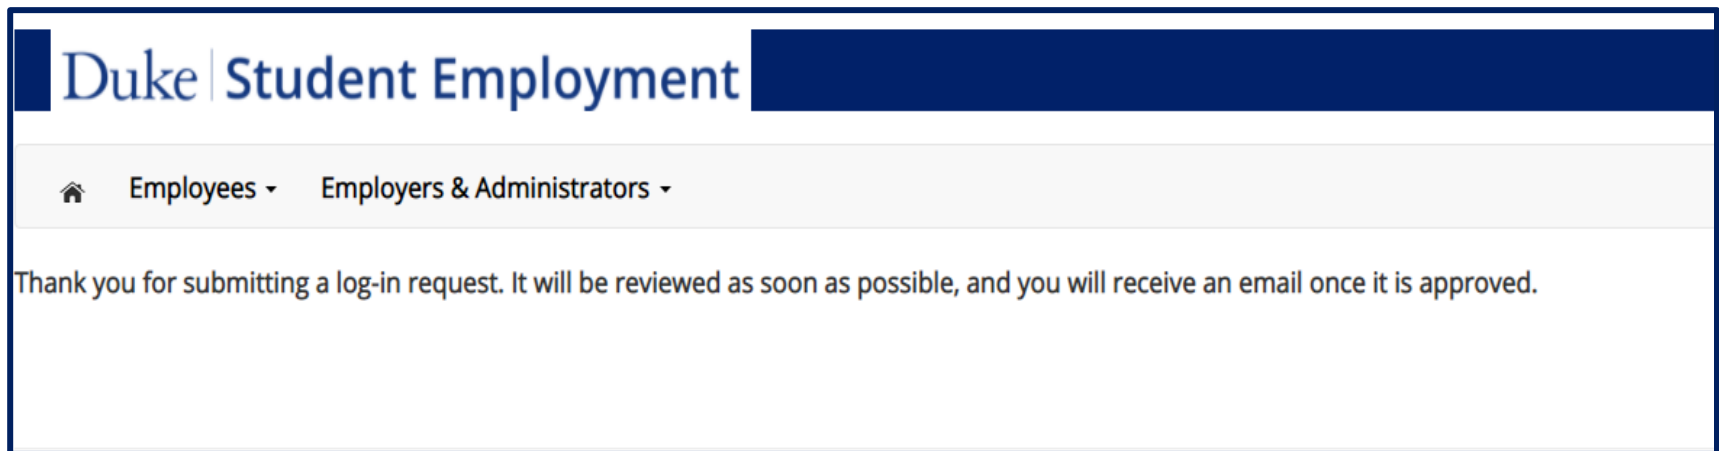 Duke Student Employment
Employees Employers & Administrators
Thank you for submitting a log-in request. It will be reviewed as soon as possible, and you will receive an email once it is approved.